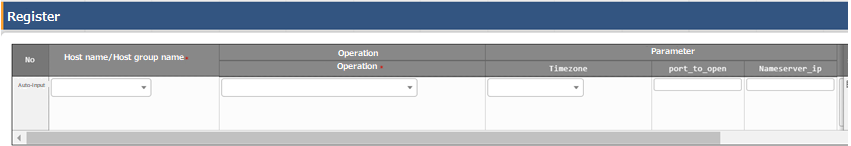 Register
No
Host name/Host group name*
Operation
Operation *
Parameter
Timezone
port_to_open
Nameserver_ip
Auto-input